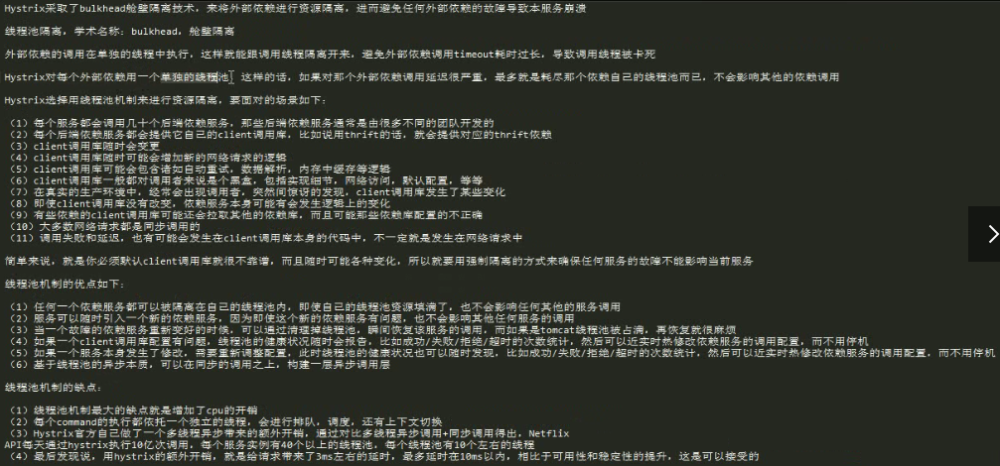 Hystrix采取了bulkhead舱壁隔离技术，来将外部依赖进行资源隔离，进而避免任何外部依赖的故障导致本服务崩溃
线程池隔离，学术名称：bulkhead，舱壁隔离
外部依赖的调用在单独的线程中执行，这样就能跟调用线程隔离开来，避免外部依赖调用timeout耗时过长，导致调用线程被卡死
Hystrix对每个外部依赖用一个单独的线程池，这样的话，如果对那个外部依赖调用延迟很严重，最多就是耗尽那个依赖自己的线程池而已，不会影响其他的依赖调用
Hystrix选择用线程池机制来进行资源隔离，要面对的场景如下：
（1）每个服务都会调用几十个后端依赖服务，那些后端依赖服务通常是由很多不同的团队开发的
（2）每个后端依赖服务都会提供它自己的client调用库，比如说用thrift的话，就会提供对应的thrift依赖
（3）client调用库随时会变更
（4）client调用库随时可能会增加新的网络请求的逻辑
（5）client调用库可能会包含诸如自动重试，数据解析，内存中缓存等逻辑
（6）client调用库一般都对调用者来说是个黑盒，包括实现细节，网络访问，默认配置，等等
（7）在真实的生产环境中，经常会出现调用者，突然间惊讶的发现，client调用库发生了某些变化
（8）即使client调用库没有改变，依赖服务本身可能有会发生逻辑上的变化
（9）有些依赖的client调用库可能还会拉取其他的依赖库，而且可能那些依赖库配置的不正确
（10）大多数网络请求都是同步调用的
（11）调用失败和延迟，也有可能会发生在client调用库本身的代码中，不一定就是发生在网络请求中
简单来说，就是你必须默认client调用库就很不靠谱，而且随时可能各种变化，所以就要用强制隔离的方式来确保任何服务的故障不能影响当前服务
线程池机制的优点如下：
（1）任何一个依赖服务都可以被隔离在自己的线程池内，即使自己的线程池资源填满了，也不会影响任何其他的服务调用
（2）服务可以随时引入一个新的依赖服务，因为即使这个新的依赖服务有问题，也不会影响其他任何服务的调用
（3）当一个故障的依赖服务重新变好的时候，可以通过清理掉线程池，瞬间恢复该服务的调用，而如果是tomcat线程池被占满，再恢复就很麻烦
（4）如果一个client调用库配置有问题，线程池的健康状况随时会报告，比如成功/失败/拒绝/超时的次数统计，然后可以近实时热修改依赖服务的调用配置，而不用停机
（5）如果一个服务本身发生了修改，需要重新调整配置，此时线程池的健康状况也可以随时发现，比如成功/失败/拒绝/超时的次数统计，然后可以近实时热修改依赖服务的调用配置，而不用停机
（6）基于线程池的异步本质，可以在同步的调用之上，构建一层异步调用层
线程池机制的缺点：
（1）线程池机制最大的缺点就是增加了cpu的开销
（2）每个command的执行都依托一个独立的线程，会进行排队，调度，还有上下文切换
（3）Hystrix官方自己做了一个多线程异步带来的额外开销，通过对比多线程异步调用+同步调用得出，Netflix
API每天通过hystrix执行10亿次调用，每个服务实例有40个以上的线程池，每个线程池有10个左右的线程
（4）最后发现说，用hystrix的额外开销，就是给请求带来了3ms左右的延时，最多延时在10ms以内，相比于可用性和稳定性的提升，这是可以接受的